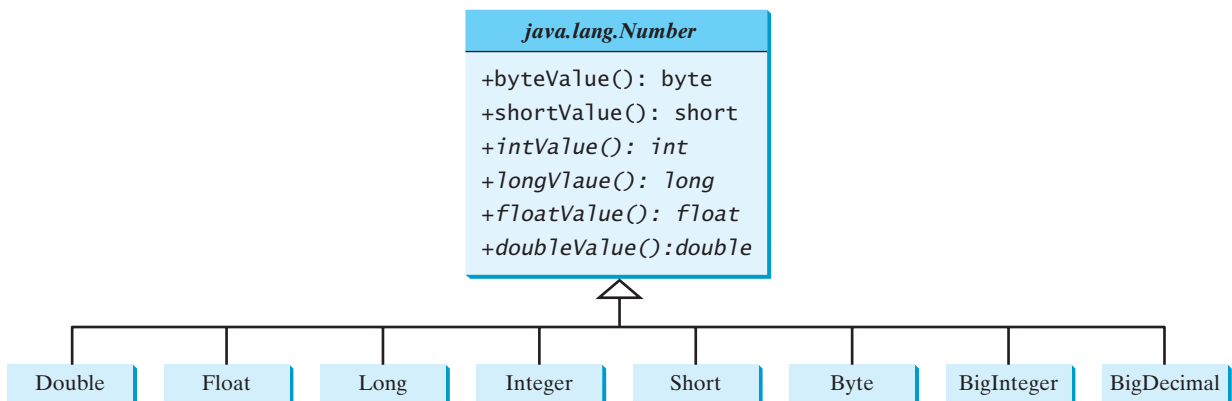 java.lang.Number
+byteValue(): byte
+shortValue(): short
+intValue(): int
+longVlaue(): long
+floatValue(): float
+doubleValue():double
Double Float Long Integer Short Byte BigInteger BigDecimal